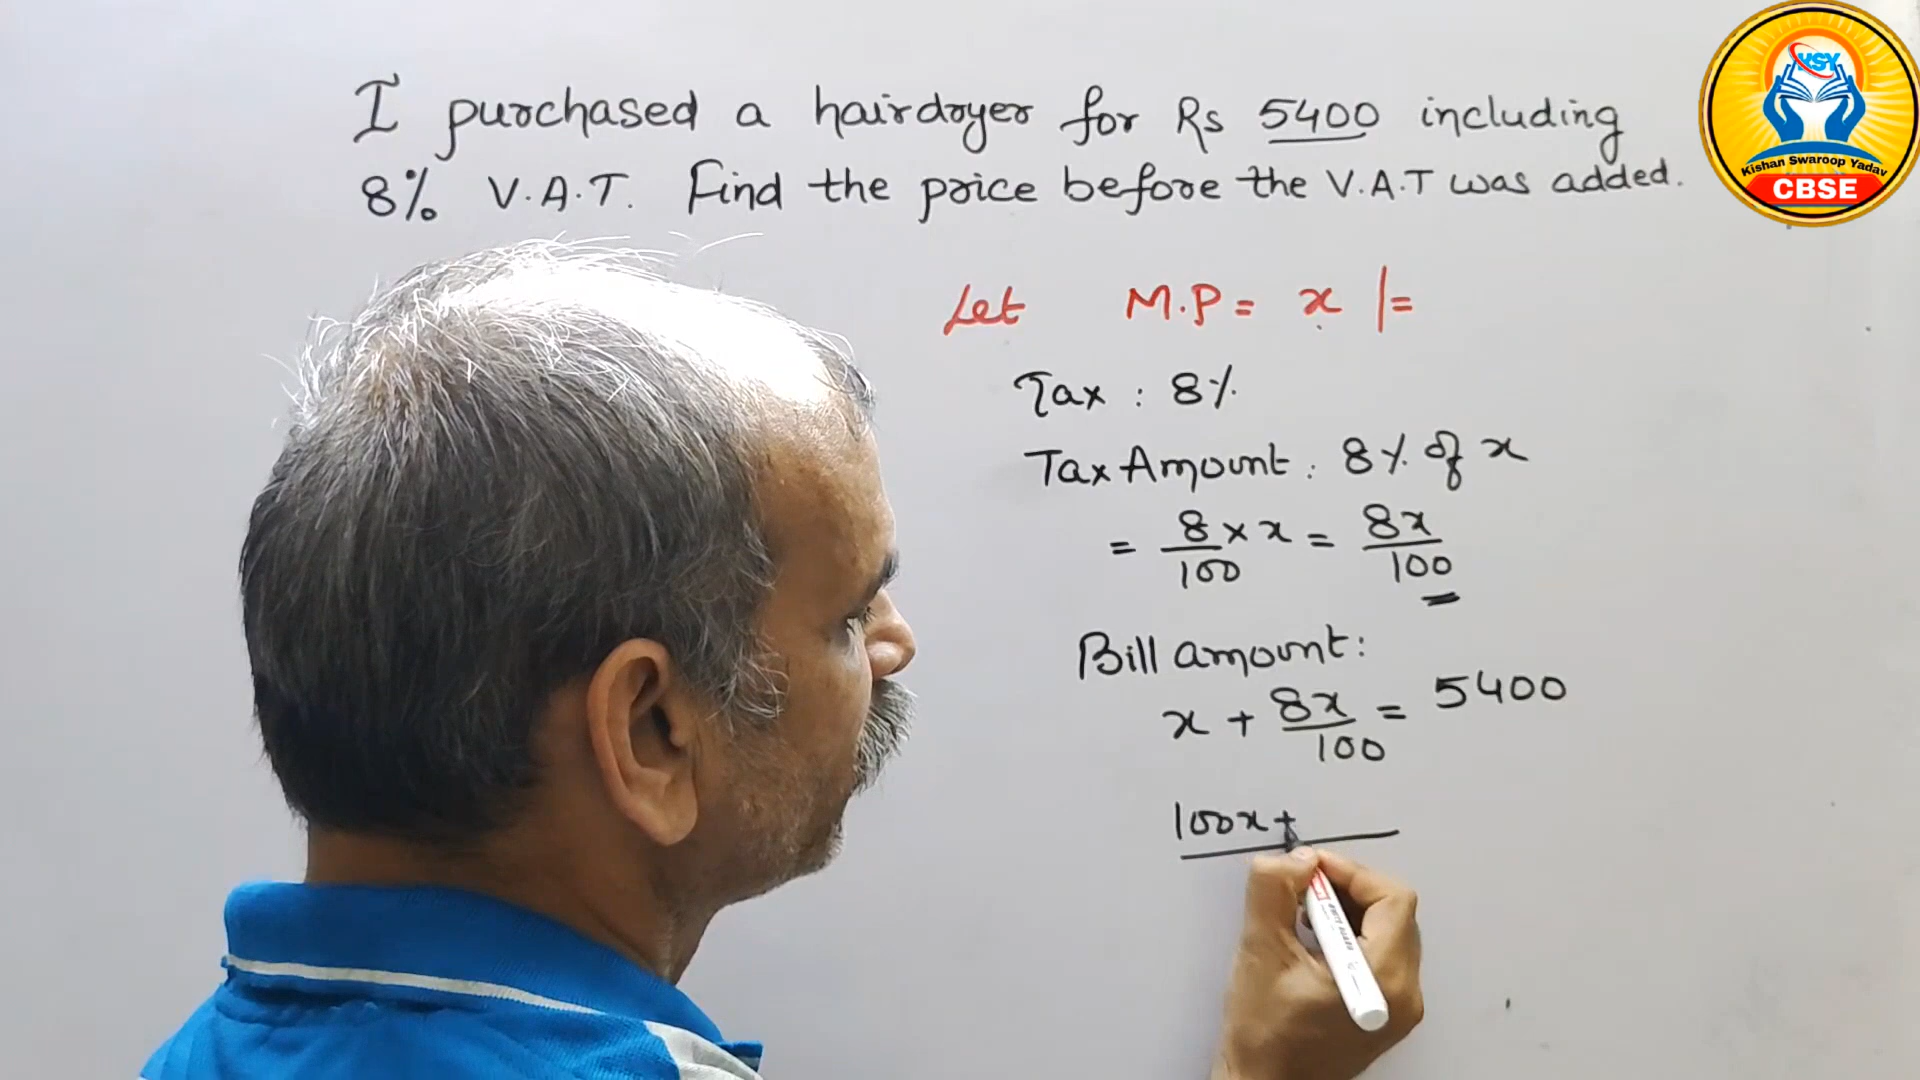 I purchased a hairdryer for Rs 5400 including
8% V.A.T. Find the price before the V.A.T was added.
Let M.P = x /=
Tax : 8%
Tax Amount : 8% of x
= 8/100 × x = 8x/100
Bill amount :
x + 8x/100 = 5400
100x +
KSY
Kishan Swaroop Yadav
CBSE